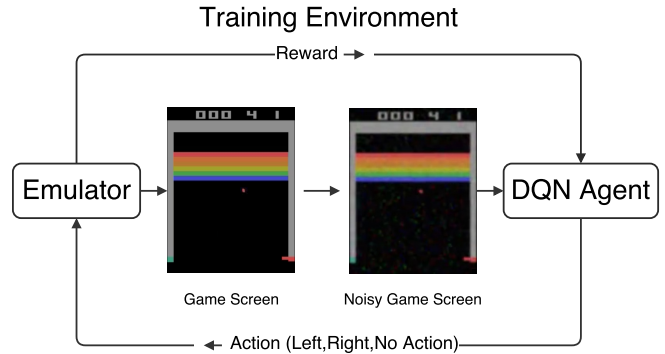 Training Environment
Reward
000 4 1
000 4 1
Emulator
DQN Agent
Game Screen
Noisy Game Screen
Action (Left,Right,No Action)